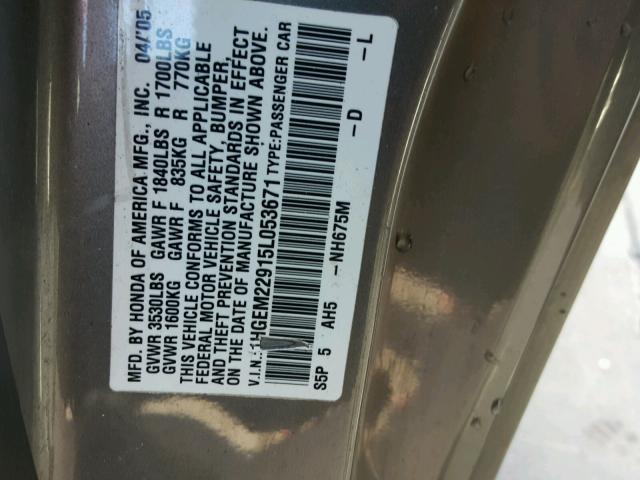 MFD. BY HONDA OF AMERICA MFG., INC. 04/'05
GVWR 3530LBS GAWR F 1840LBS R 1700LBS
GVWR 1600KG GAWR F 835KG R 770KG
THIS VEHICLE CONFORMS TO ALL APPLICABLE
FEDERAL MOTOR VEHICLE SAFETY, BUMPER,
AND THEFT PREVENTION STANDARDS IN EFFECT
ON THE DATE OF MANUFACTURE SHOWN ABOVE.
V.I.N.: 1HGEM22915L053671 TYPE:PASSENGER CAR
S5P 5 AH5 -NH675M -D -L